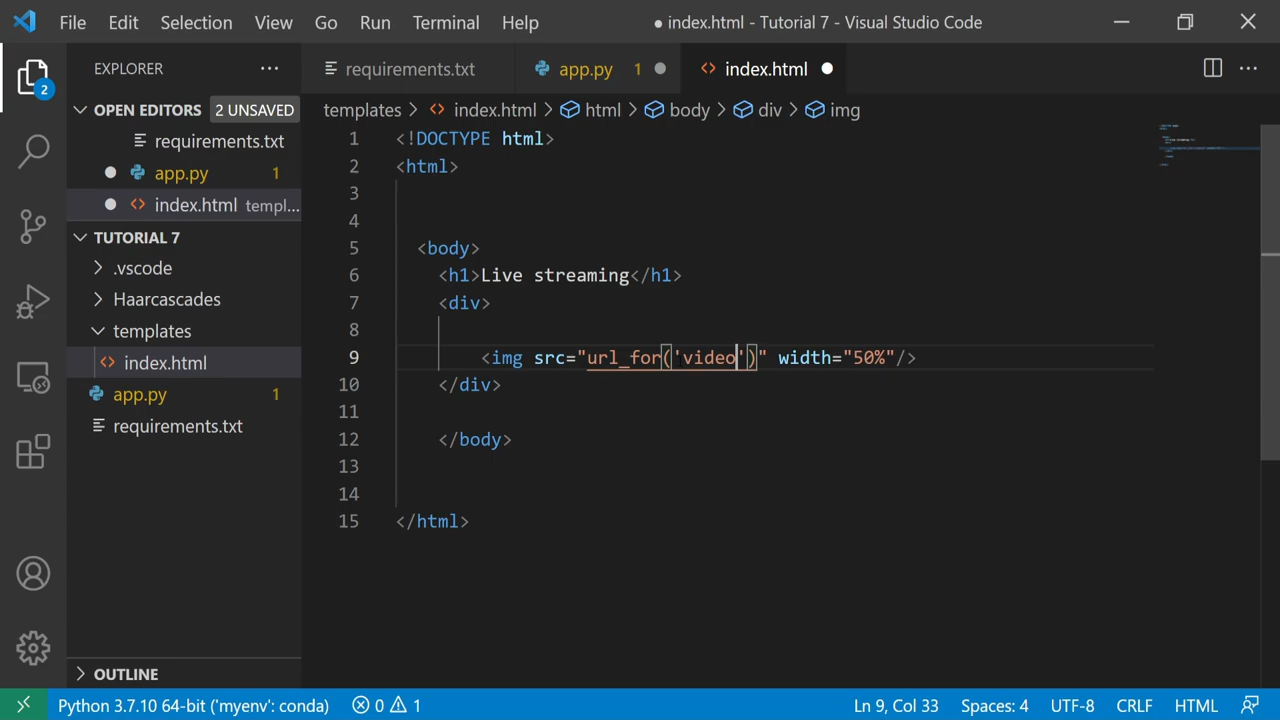 File Edit Selection View Go Run Terminal Help ● index.html - Tutorial 7 - Visual Studio Code
2
EXPLORER ···
OPEN EDITORS 2 UNSAVED
requirements.txt
app.py 1
index.html templ...
TUTORIAL 7
.vscode
Haarcascades
templates
index.html
app.py 1
requirements.txt
OUTLINE
requirements.txt app.py 1 index.html
templates > index.html > html > body > div > img
1 <!DOCTYPE html>
2 <html>
3
4
5 <body>
6 <h1>Live streaming</h1>
7 <div>
8
9 <img src="url_for('video')" width="50%"/>
10 </div>
11
12 </body>
13
14
15 </html>
Python 3.7.10 64-bit ('myenv': conda) 0 1 Ln 9, Col 33 Spaces: 4 UTF-8 CRLF HTML